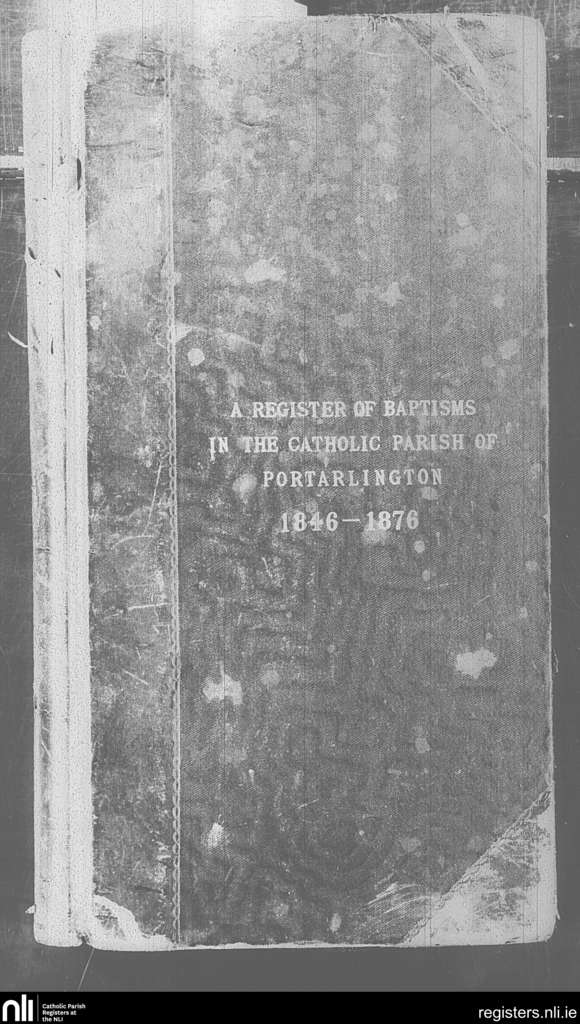 A REGISTER OF BAPTISMS
IN THE CATHOLIC PARISH OF
PORTARLINGTON
1846—1876
nli
Catholic Parish
Registers at
the NLI
registers.nli.ie